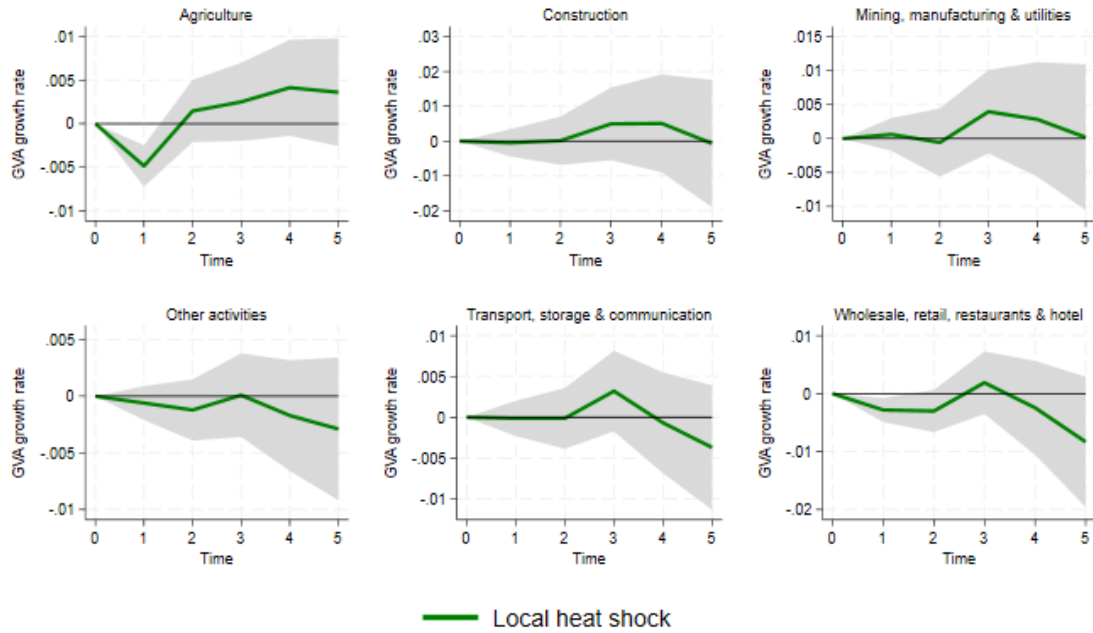 Agriculture
.01
.005
0
-.005
-.01
GVA growth rate
0 1 2 3 4 5
Time
Construction
.03
.02
.01
0
-.01
-.02
GVA growth rate
0 1 2 3 4 5
Time
Mining, manufacturing & utilities
.015
.01
.005
0
-.005
-.01
GVA growth rate
0 1 2 3 4 5
Time
Other activities
.005
0
-.005
-.01
GVA growth rate
0 1 2 3 4 5
Time
Transport, storage & communication
.01
.005
0
-.005
-.01
GVA growth rate
0 1 2 3 4 5
Time
Wholesale, retail, restaurants & hotel
.01
0
-.01
-.02
GVA growth rate
0 1 2 3 4 5
Time
Local heat shock